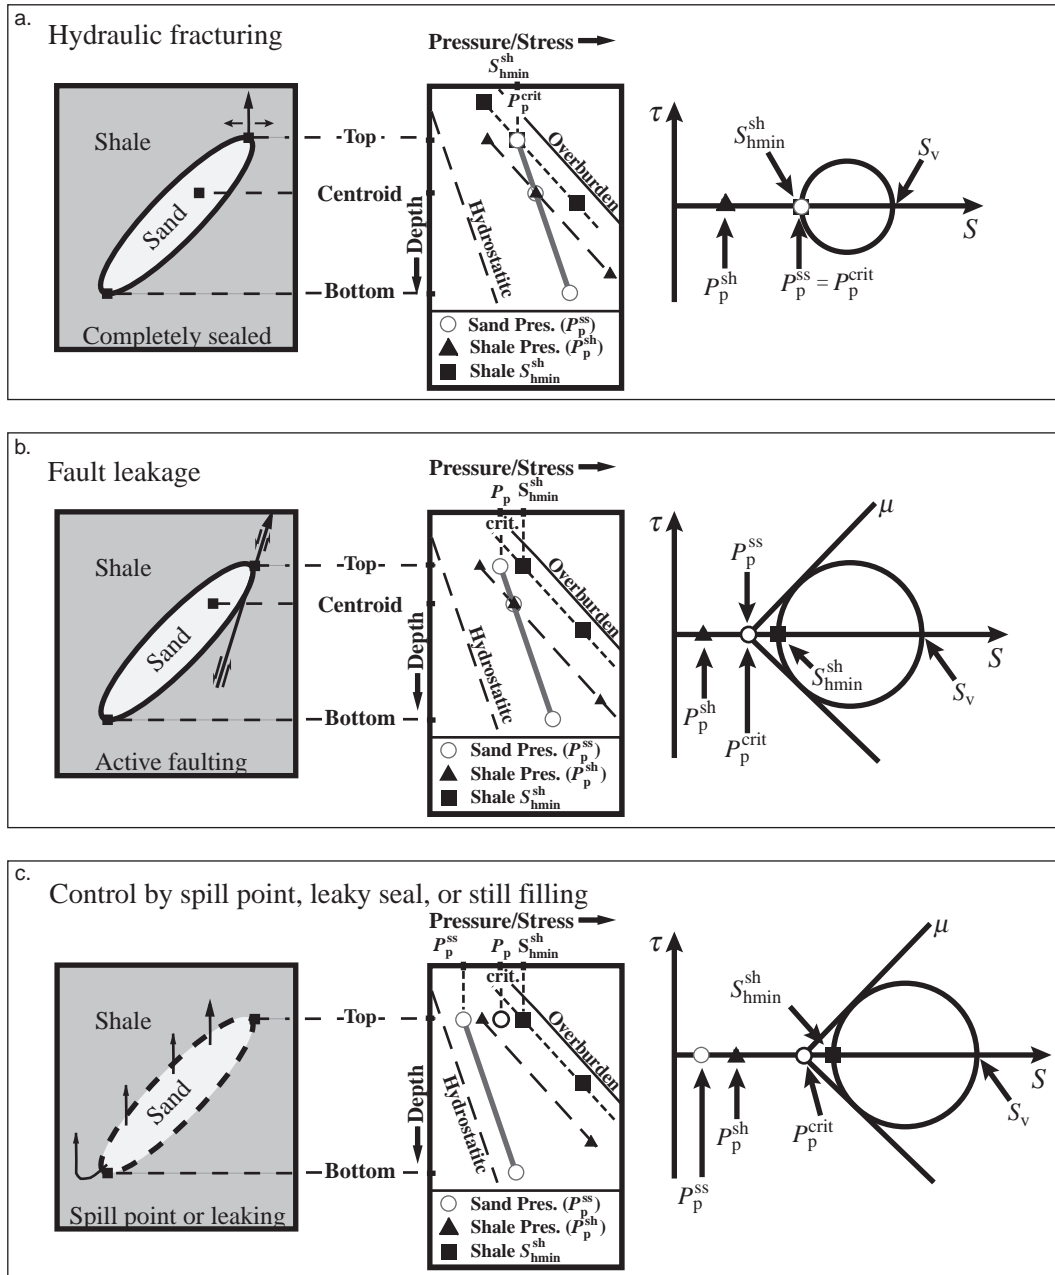 a.
Hydraulic fracturing
Shale
Sand
Completely sealed
Top
Centroid
Bottom
Pressure/Stress
S_hmin^sh
P_p^crit
Overburden
Hydrostatitc
Depth
Sand Pres. (P_p^ss)
Shale Pres. (P_p^sh)
Shale S_hmin^sh
τ
S_hmin^sh
S_v
S
P_p^sh
P_p^ss = P_p^crit
b.
Fault leakage
Shale
Sand
Active faulting
Top
Centroid
Bottom
Pressure/Stress
P_p S_hmin^sh
crit.
Overburden
Hydrostatitc
Depth
Sand Pres. (P_p^ss)
Shale Pres. (P_p^sh)
Shale S_hmin^sh
τ
μ
P_p^ss
S
S_hmin^sh
S_v
P_p^sh
P_p^crit
c.
Control by spill point, leaky seal, or still filling
Shale
Sand
Spill point or leaking
Top
Bottom
Pressure/Stress
P_p^ss P_p S_hmin^sh
crit.
Overburden
Hydrostatitc
Depth
Sand Pres. (P_p^ss)
Shale Pres. (P_p^sh)
Shale S_hmin^sh
τ
μ
S_hmin^sh
S
S_v
P_p^sh
P_p^crit
P_p^ss